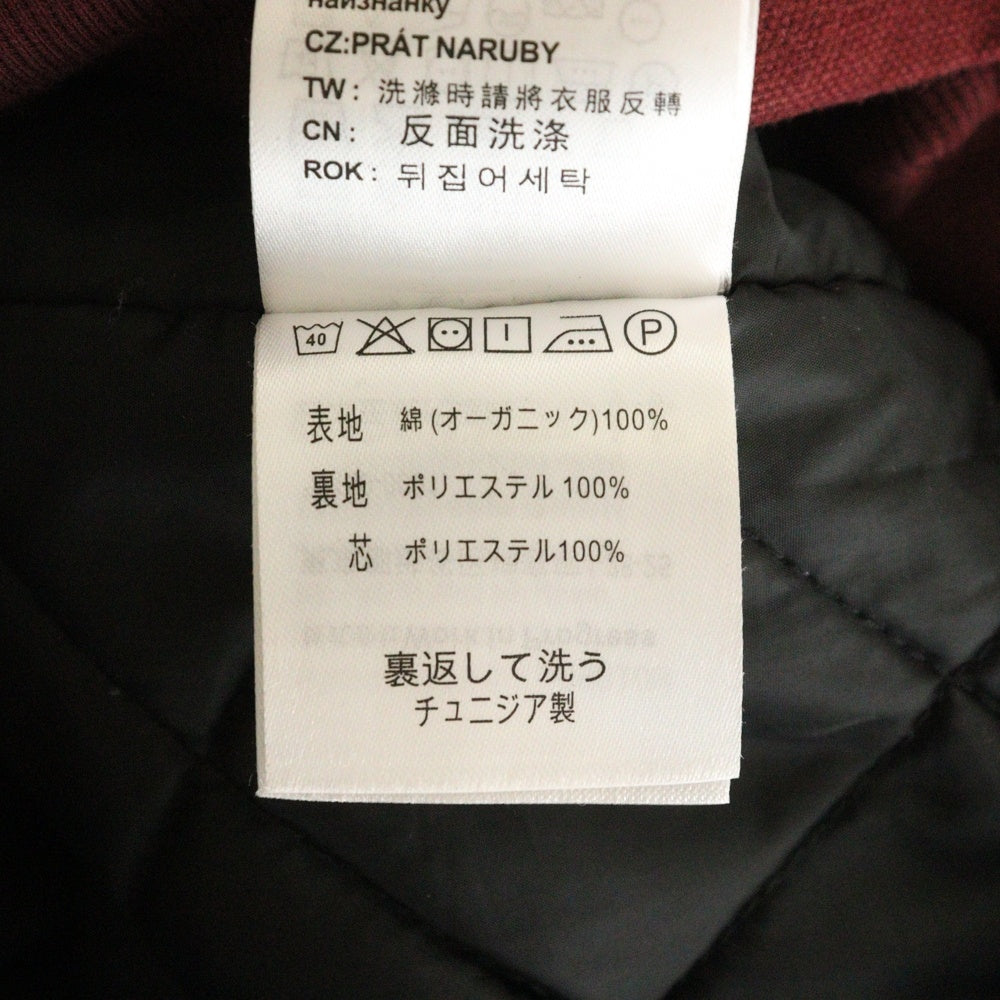 наизнанку
CZ:PRÁT NARUBY
TW: 洗滌時請將衣服反轉
CN: 反面洗涤
ROK: 뒤집어세탁
40 P
表地 綿(オーガニック)100%
裏地 ポリエステル 100%
芯 ポリエステル100%
裏返して洗う
チュニジア製